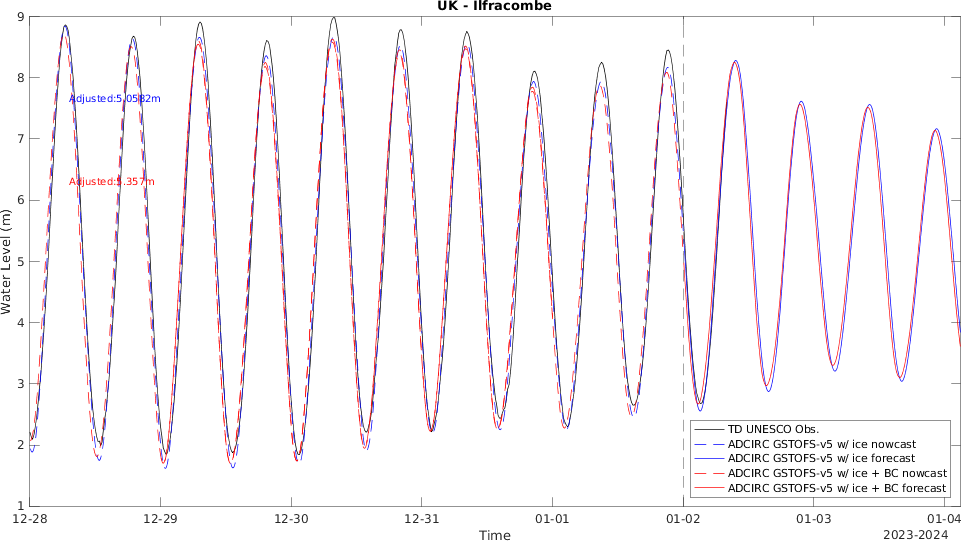 UK - Ilfracombe
9
8
7
6
5
4
3
2
1
Water Level (m)
Adjusted:5.0582m
Adjusted:5.357m
TD UNESCO Obs.
ADCIRC GSTOFS-v5 w/ ice nowcast
ADCIRC GSTOFS-v5 w/ ice forecast
ADCIRC GSTOFS-v5 w/ ice + BC nowcast
ADCIRC GSTOFS-v5 w/ ice + BC forecast
12-28 12-29 12-30 12-31 01-01 01-02 01-03 01-04
Time
2023-2024